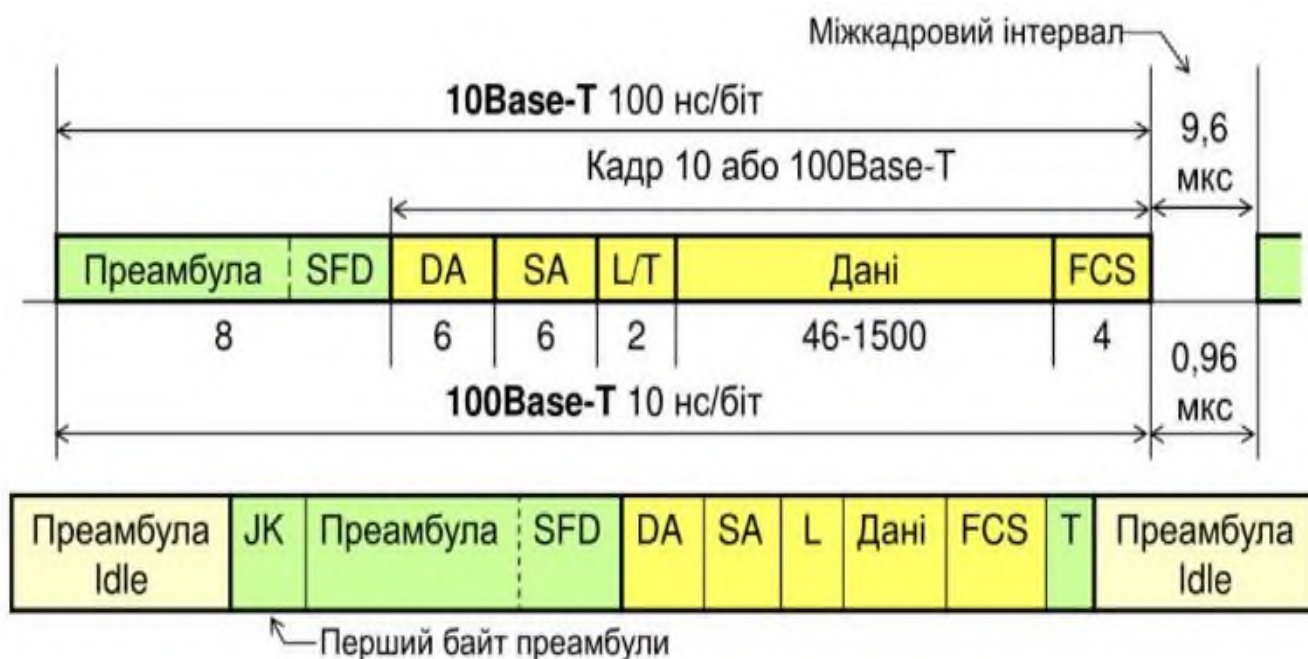 Міжкадровий інтервал
10Base-T 100 нс/біт
9,6
мкс
Кадр 10 або 100Base-T
Преамбула SFD DA SA L/T Дані FCS
8 6 6 2 46-1500 4
0,96
мкс
100Base-T 10 нс/біт
Преамбула Idle JK Преамбула SFD DA SA L Дані FCS T Преамбула Idle
Перший байт преамбули